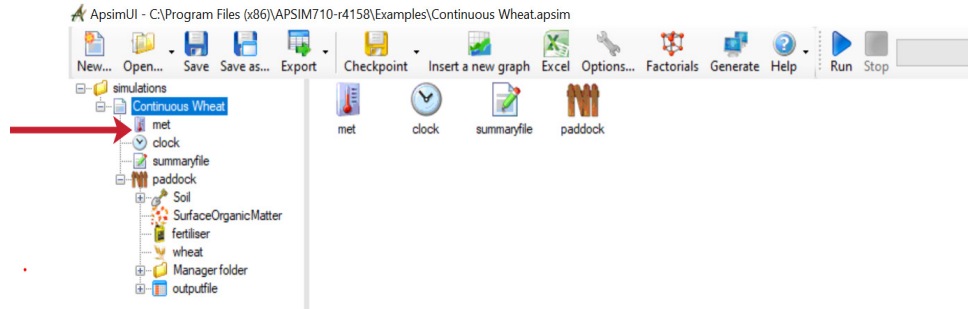 ApsimUI - C:\Program Files (x86)\APSIM710-r4158\Examples\Continuous Wheat.apsim
New... Open... Save Save as... Export Checkpoint Insert a new graph Excel Options... Factorials Generate Help Run Stop
simulations
Continuous Wheat
met
clock
summaryfile
paddock
Soil
SurfaceOrganicMatter
fertiliser
wheat
Manager folder
outputfile
met clock summaryfile paddock